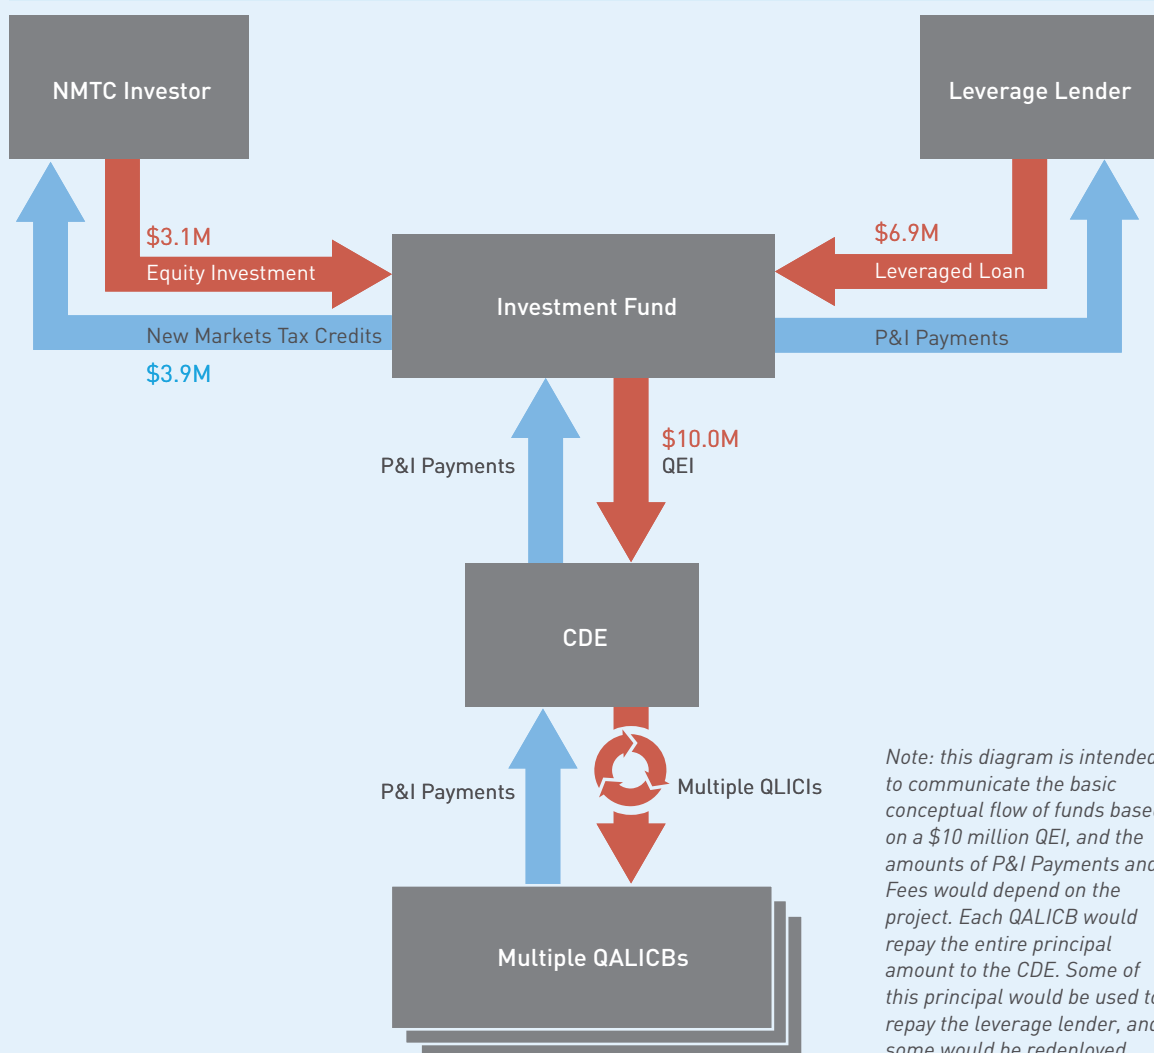 NMTC Investor
Leverage Lender
$3.1M
Equity Investment
$6.9M
Leveraged Loan
Investment Fund
New Markets Tax Credits
$3.9M
P&I Payments
$10.0M
QEI
P&I Payments
CDE
P&I Payments
Multiple QLICIs
Multiple QALICBs
Note: this diagram is intended
to communicate the basic
conceptual flow of funds based
on a $10 million QEI, and the
amounts of P&I Payments and
Fees would depend on the
project. Each QALICB would
repay the entire principal
amount to the CDE. Some of
this principal would be used to
repay the leverage lender, and
some would be redeployed